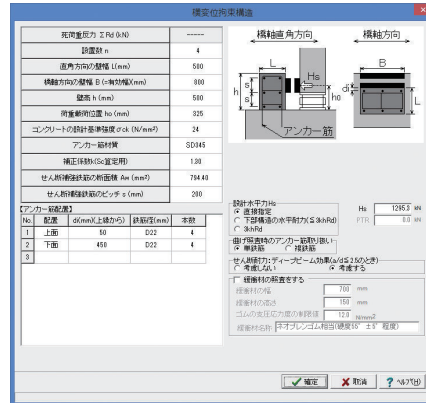 横変位拘束構造
死荷重反力 ΣRd (kN) -----
設置数 n 4
直角方向の壁幅 L(mm) 500
橋軸方向の壁幅 B (=有効幅)(mm) 800
壁高 h (mm) 500
荷重載荷位置 ho (mm) 325
コンクリートの設計基準強度 σck (N/mm²) 24
アンカー筋材質 SD345
補正係数k(Sc算定用) 1.30
せん断補強鉄筋の断面積 Aw (mm²) 794.40
せん断補強鉄筋のピッチ s (mm) 200
【アンカー筋配置】
No. 配置 d(mm)(上縁から) 鉄筋径(mm) 本数
1 上面 50 D22 4
2 下面 450 D22 4
3
橋軸直角方向 橋軸方向
L Hs B
h s s ho di
アンカー筋
設計水平力Hs
直接指定
下部構造の水平耐力(≦3khRd)
3khRd
Hs 1295.3 kN
PTR 0.0 kN
曲げ照査時のアンカー筋取り扱い
単鉄筋 複鉄筋
せん断耐力:ディープビーム効果(a/d≦2.5のとき)
考慮しない 考慮する
緩衝材の照査をする
緩衝材の幅 700 mm
緩衝材の高さ 150 mm
ゴムの支圧応力度の制限値 12.0 N/mm2
緩衝材名称 ネオプレンゴム相当(硬度55°±5°程度)
確定 取消 ? ヘルプ(H)